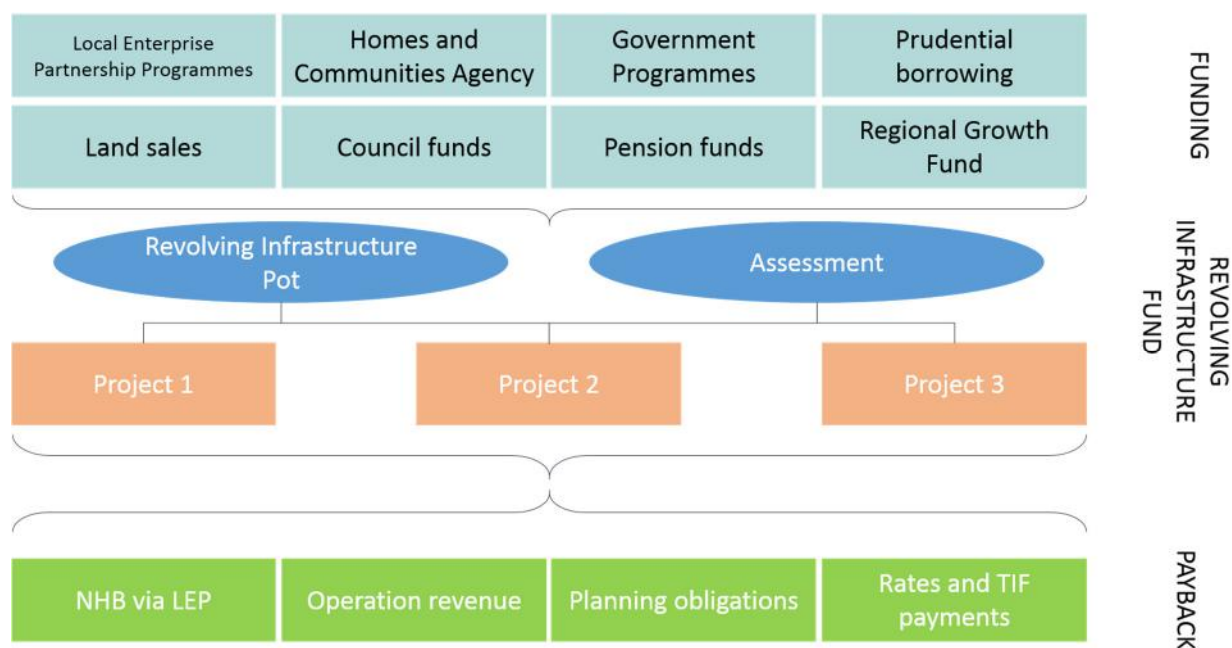 Local Enterprise
Partnership Programmes
Homes and
Communities Agency
Government
Programmes
Prudential
borrowing
FUNDING
Land sales
Council funds
Pension funds
Regional Growth
Fund
Revolving Infrastructure
Pot
Assessment
REVOLVING
INFRASTRUCTURE
FUND
Project 1
Project 2
Project 3
NHB via LEP
Operation revenue
Planning obligations
Rates and TIF
payments
PAYBACK